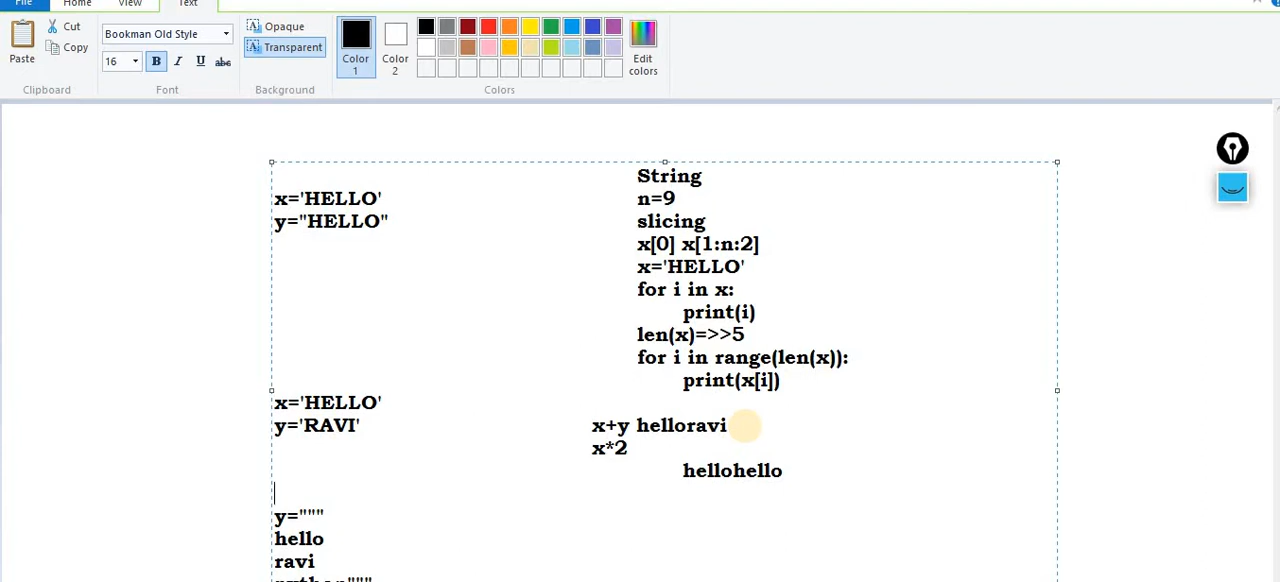 File Home View Text
Cut
Copy
Paste
Clipboard
Bookman Old Style
16 B I U abc
Font
Opaque
Transparent
Background
Color 1
Color 2
Edit colors
Colors
String
x='HELLO' n=9
y="HELLO" slicing
x[0] x[1:n:2]
x='HELLO'
for i in x:
print(i)
len(x)=>>5
for i in range(len(x)):
print(x[i])
x='HELLO'
y='RAVI' x+y helloravi
x*2
hellohello
y="""
hello
ravi
python"""